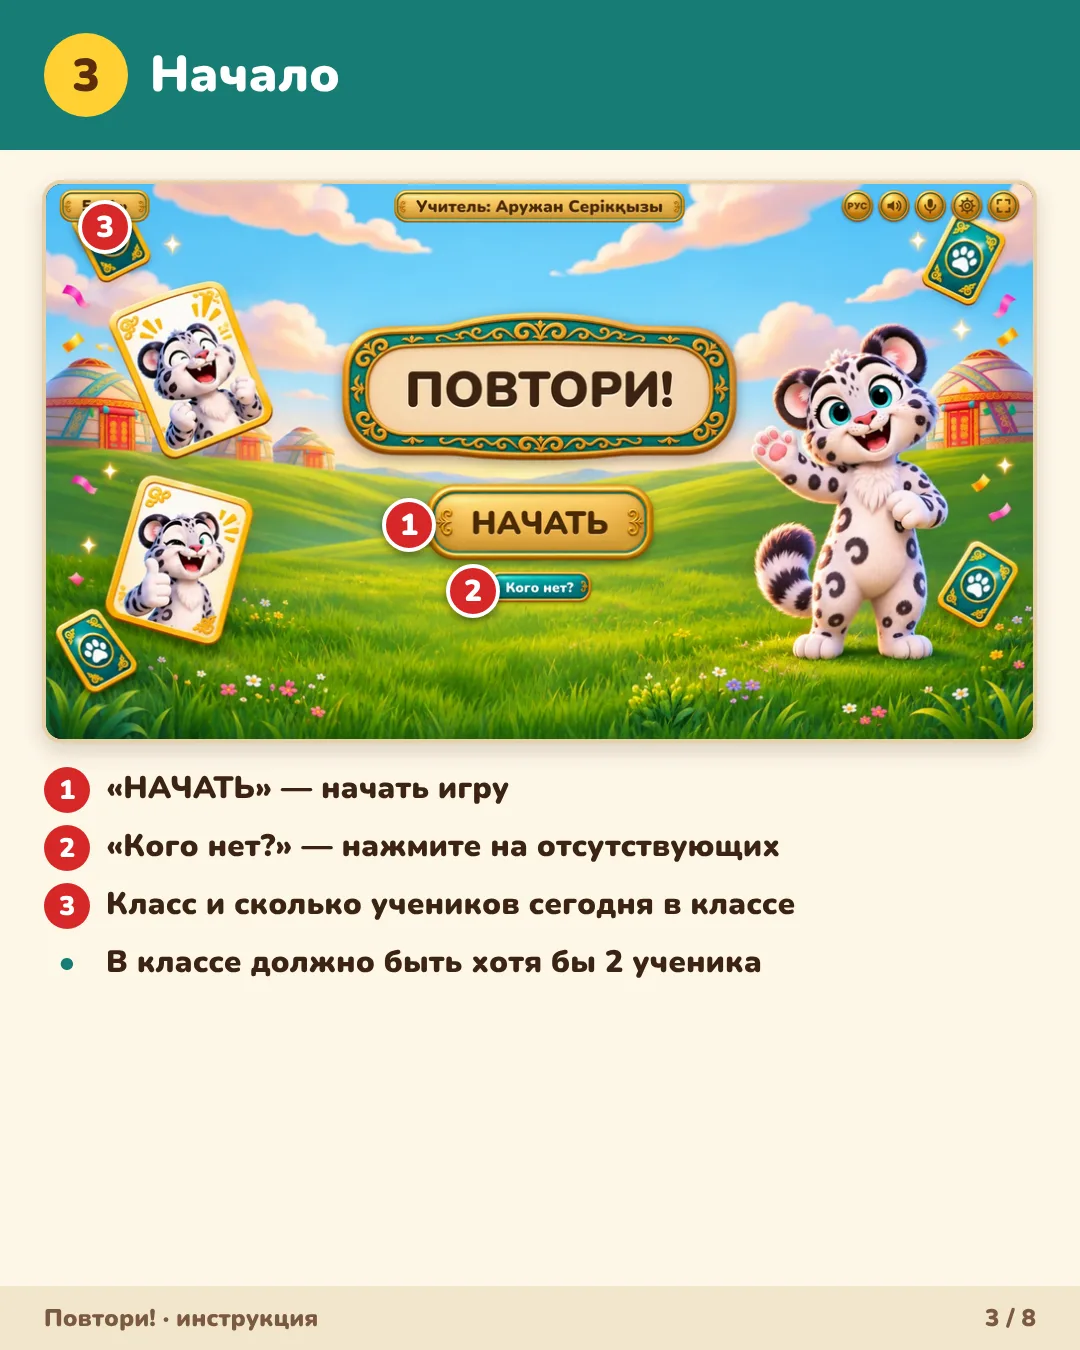 3 Начало
3
Учитель: Аружан Серікқызы
РУС
ПОВТОРИ!
1 НАЧАТЬ
2 Кого нет?
1 «НАЧАТЬ» — начать игру
2 «Кого нет?» — нажмите на отсутствующих
3 Класс и сколько учеников сегодня в классе
• В классе должно быть хотя бы 2 ученика
Повтори! · инструкция
3 / 8